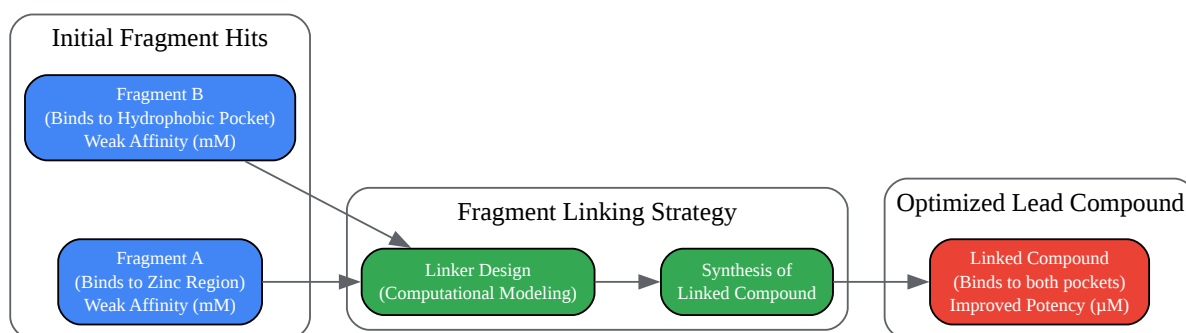 Initial Fragment Hits
Fragment B
(Binds to Hydrophobic Pocket)
Weak Affinity (mM)
Fragment A
(Binds to Zinc Region)
Weak Affinity (mM)
Fragment Linking Strategy
Linker Design
(Computational Modeling)
Synthesis of
Linked Compound
Optimized Lead Compound
Linked Compound
(Binds to both pockets)
Improved Potency (µM)